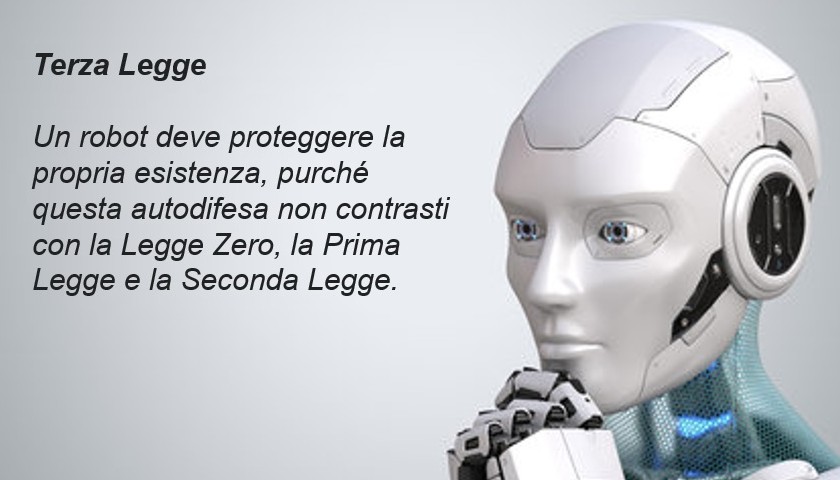 Terza Legge
Un robot deve proteggere la
propria esistenza, purché
questa autodifesa non contrasti
con la Legge Zero, la Prima
Legge e la Seconda Legge.